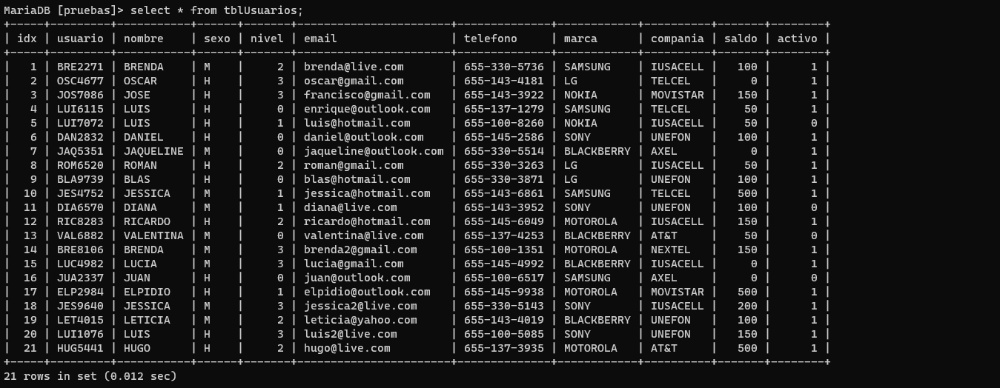 MariaDB [pruebas]> select * from tblUsuarios;
+-----+---------+-----------+------+-------+-----------------------+--------------+------------+----------+-------+--------+
| idx | usuario | nombre    | sexo | nivel | email                 | telefono     | marca      | compania | saldo | activo |
+-----+---------+-----------+------+-------+-----------------------+--------------+------------+----------+-------+--------+
|   1 | BRE2271 | BRENDA    | M    |     2 | brenda@live.com       | 655-330-5736 | SAMSUNG    | IUSACELL |   100 |      1 |
|   2 | OSC4677 | OSCAR     | H    |     3 | oscar@gmail.com       | 655-143-4181 | LG         | TELCEL   |     0 |      1 |
|   3 | JOS7086 | JOSE      | H    |     3 | francisco@gmail.com   | 655-143-3922 | NOKIA      | MOVISTAR |   150 |      1 |
|   4 | LUI6115 | LUIS      | H    |     0 | enrique@outlook.com   | 655-137-1279 | SAMSUNG    | TELCEL   |    50 |      1 |
|   5 | LUI7072 | LUIS      | H    |     1 | luis@hotmail.com      | 655-100-8260 | NOKIA      | IUSACELL |    50 |      0 |
|   6 | DAN2832 | DANIEL    | H    |     0 | daniel@outlook.com    | 655-145-2586 | SONY       | UNEFON   |   100 |      1 |
|   7 | JAQ5351 | JAQUELINE | M    |     0 | jaqueline@outlook.com | 655-330-5514 | BLACKBERRY | AXEL     |     0 |      1 |
|   8 | ROM6520 | ROMAN     | H    |     2 | roman@gmail.com       | 655-330-3263 | LG         | IUSACELL |    50 |      1 |
|   9 | BLA9739 | BLAS      | H    |     0 | blas@hotmail.com      | 655-330-3871 | LG         | UNEFON   |   100 |      1 |
|  10 | JES4752 | JESSICA   | M    |     1 | jessica@hotmail.com   | 655-143-6861 | SAMSUNG    | TELCEL   |   500 |      1 |
|  11 | DIA6570 | DIANA     | M    |     1 | diana@live.com        | 655-143-3952 | SONY       | UNEFON   |   100 |      0 |
|  12 | RIC8283 | RICARDO   | H    |     2 | ricardo@hotmail.com   | 655-145-6049 | MOTOROLA   | IUSACELL |   150 |      1 |
|  13 | VAL6882 | VALENTINA | M    |     0 | valentina@live.com    | 655-137-4253 | BLACKBERRY | AT&T     |    50 |      0 |
|  14 | BRE8106 | BRENDA    | M    |     3 | brenda2@gmail.com     | 655-100-1351 | MOTOROLA   | NEXTEL   |   150 |      1 |
|  15 | LUC4982 | LUCIA     | M    |     3 | lucia@gmail.com       | 655-145-4992 | BLACKBERRY | IUSACELL |     0 |      1 |
|  16 | JUA2337 | JUAN      | H    |     0 | juan@outlook.com      | 655-100-6517 | SAMSUNG    | AXEL     |     0 |      0 |
|  17 | ELP2984 | ELPIDIO   | H    |     1 | elpidio@outlook.com   | 655-145-9938 | MOTOROLA   | MOVISTAR |   500 |      1 |
|  18 | JES9640 | JESSICA   | M    |     3 | jessica2@live.com     | 655-330-5143 | SONY       | IUSACELL |   200 |      1 |
|  19 | LET4015 | LETICIA   | M    |     2 | leticia@yahoo.com     | 655-143-4019 | BLACKBERRY | UNEFON   |   100 |      1 |
|  20 | LUI1076 | LUIS      | H    |     3 | luis2@live.com        | 655-100-5085 | SONY       | UNEFON   |   150 |      1 |
|  21 | HUG5441 | HUGO      | H    |     2 | hugo@live.com         | 655-137-3935 | MOTOROLA   | AT&T     |   500 |      1 |
+-----+---------+-----------+------+-------+-----------------------+--------------+------------+----------+-------+--------+
21 rows in set (0.012 sec)